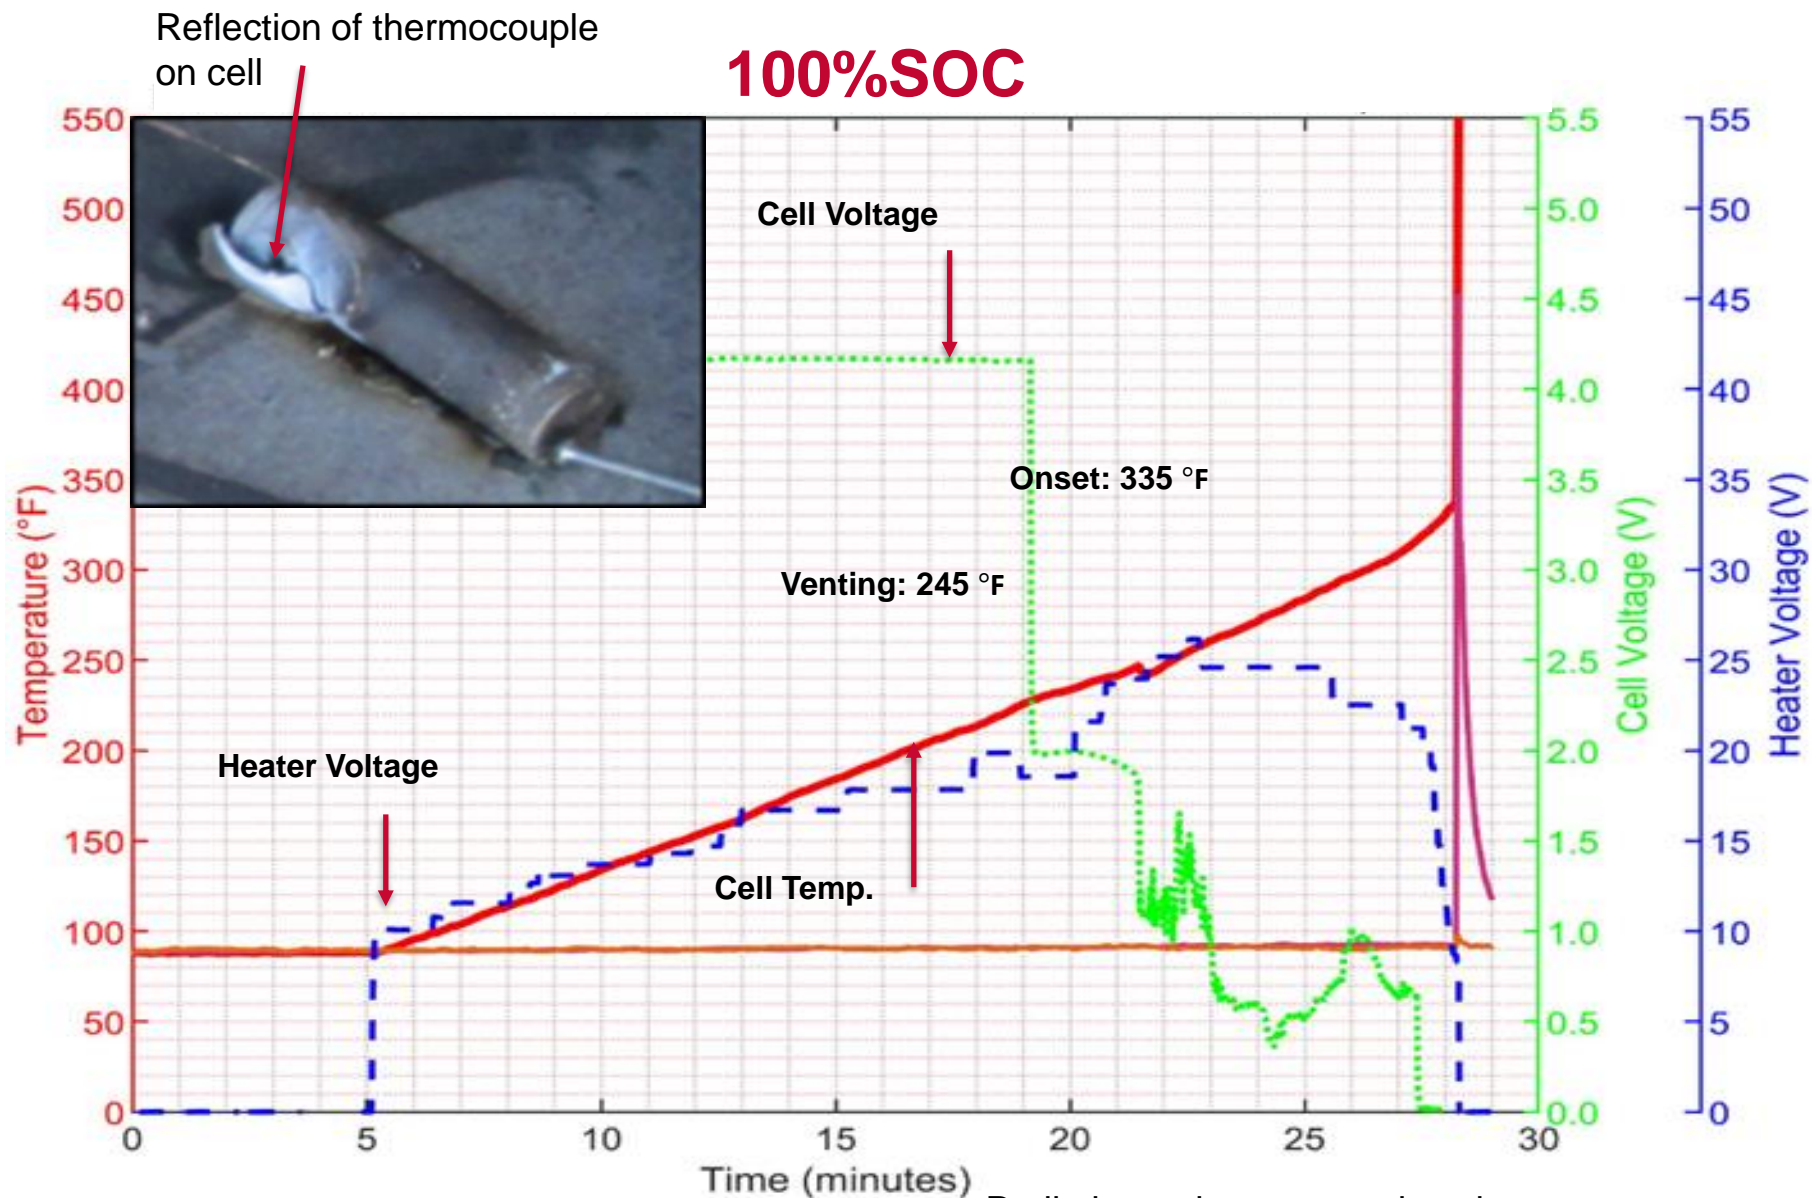 Reflection of thermocouple
on cell
100%SOC
550
500
450
400
350
300
250
200
150
100
50
0
Temperature (°F)
5.5
5.0
4.5
4.0
3.5
3.0
2.5
2.0
1.5
1.0
0.5
0.0
Cell Voltage (V)
55
50
45
40
35
30
25
20
15
10
5
0
Heater Voltage (V)
Cell Voltage
Onset: 335 °F
Venting: 245 °F
Heater Voltage
Cell Temp.
0 5 10 15 20 25 30
Time (minutes)